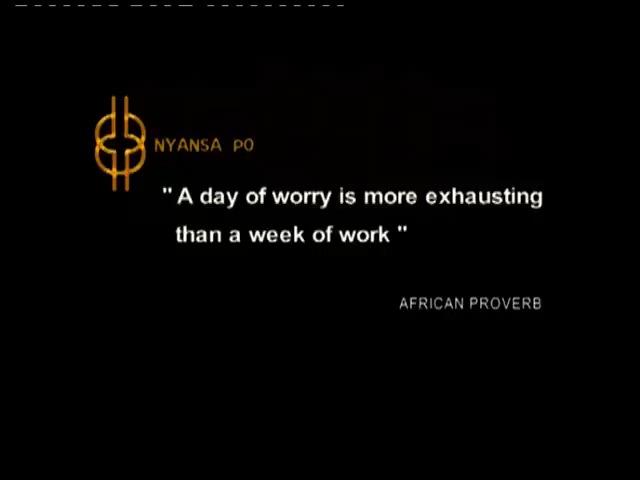 NYANSA PO
" A day of worry is more exhausting
than a week of work "
AFRICAN PROVERB